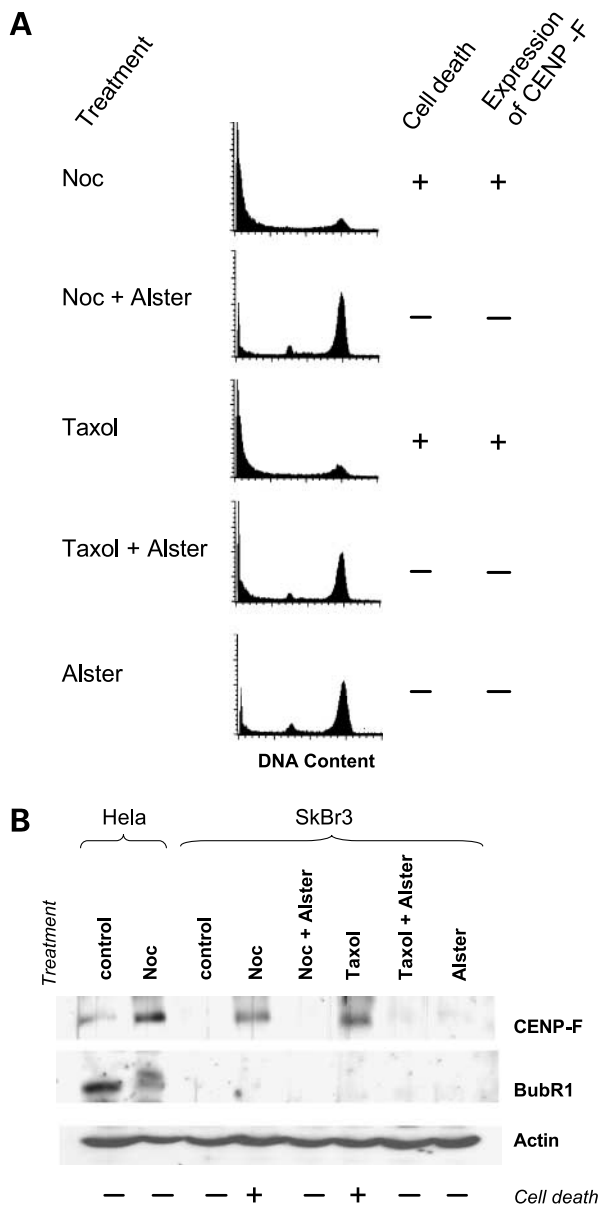 A
Treatment
Cell death
Expression
of CENP -F
Noc
+ +
Noc + Alster
– –
Taxol
+ +
Taxol + Alster
– –
Alster
– –
DNA Content
B
Hela
SkBr3
Treatment
control
Noc
control
Noc
Noc + Alster
Taxol
Taxol + Alster
Alster
CENP-F
BubR1
Actin
– – – + – + – – Cell death